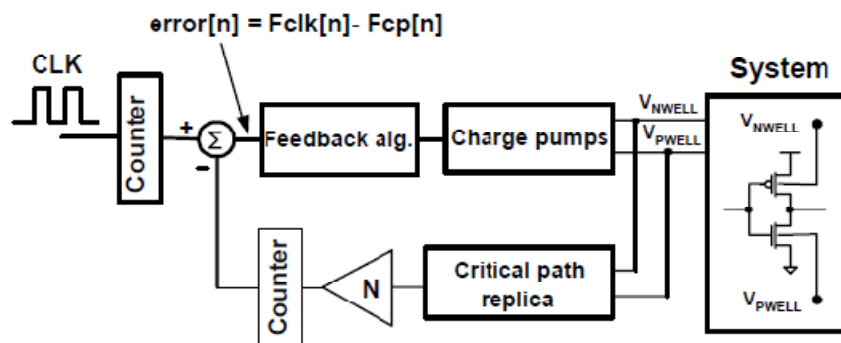 error[n] = Fclk[n]- Fcp[n]
CLK
System
Counter
+
Σ
-
Feedback alg.
Charge pumps
VNWELL
VPWELL
VNWELL
Counter
N
Critical path
replica
VPWELL